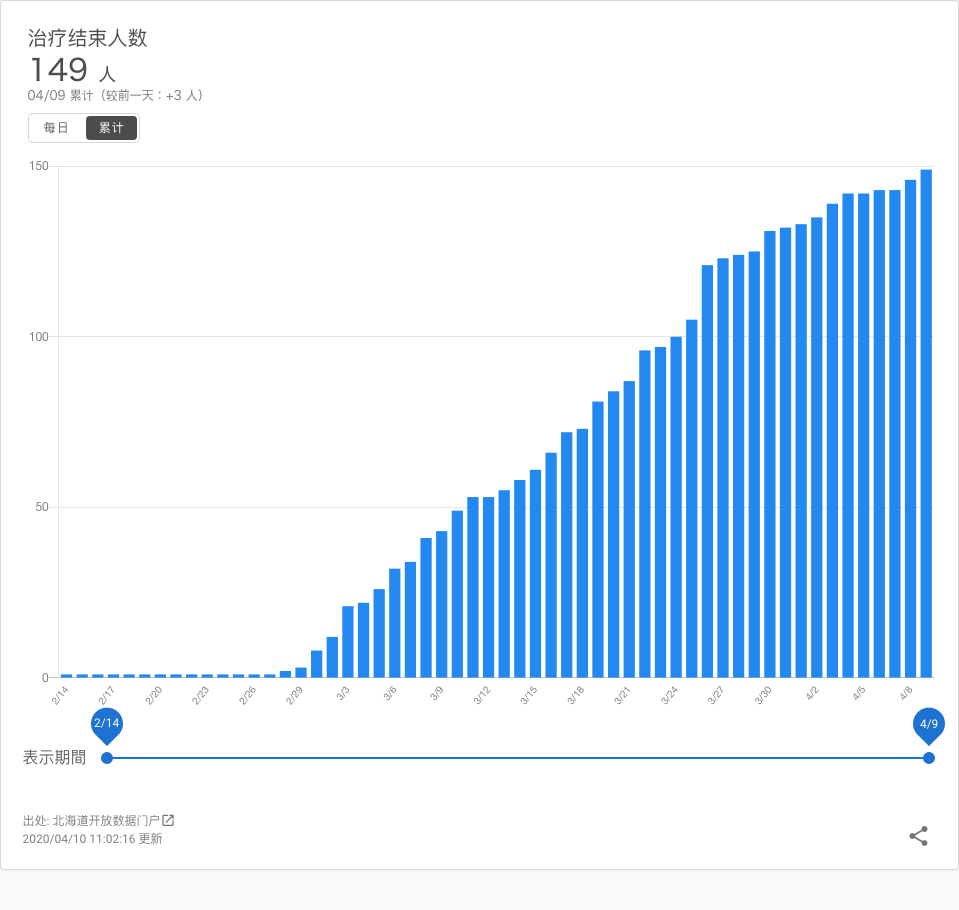 治疗结束人数
149 人
04/09 累计（较前一天：+3 人）
每日 累计
150
100
50
0
2/14 2/17 2/20 2/23 2/26 2/29 3/3 3/6 3/9 3/12 3/15 3/18 3/21 3/24 3/27 3/30 4/2 4/5 4/8
2/14 4/9
表示期間
出处: 北海道开放数据门户
2020/04/10 11:02:16 更新